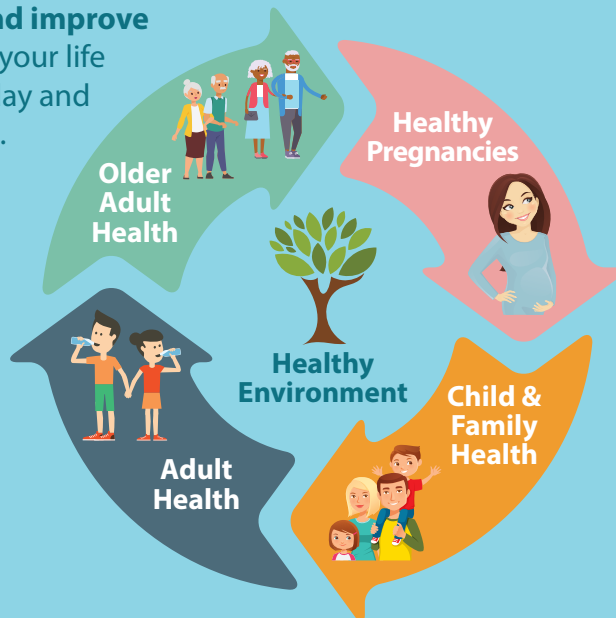 nd improve
your life
ay and
.
Healthy
Pregnancies
Older
Adult
Health
Healthy
Environment
Child &
Family
Health
Adult
Health